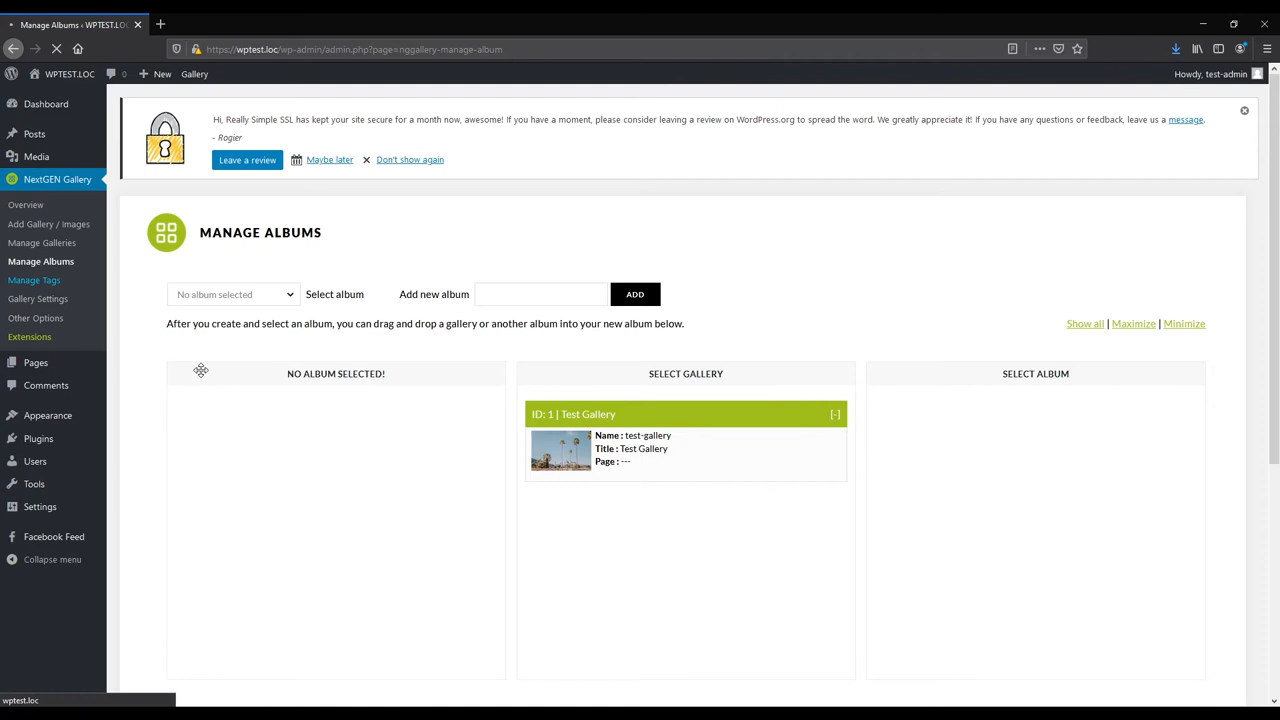 Manage Albums ‹ WPTEST.LOC
https://wptest.loc/wp-admin/admin.php?page=nggallery-manage-album
WPTEST.LOC 0 New Gallery Howdy, test-admin
Dashboard
Posts
Media
NextGEN Gallery
Overview
Add Gallery / Images
Manage Galleries
Manage Albums
Manage Tags
Gallery Settings
Other Options
Extensions
Pages
Comments
Appearance
Plugins
Users
Tools
Settings
Facebook Feed
Collapse menu
Hi, Really Simple SSL has kept your site secure for a month now, awesome! If you have a moment, please consider leaving a review on WordPress.org to spread the word. We greatly appreciate it! If you have any questions or feedback, leave us a message.
- Rogier
Leave a review Maybe later Don't show again
MANAGE ALBUMS
No album selected Select album Add new album ADD
After you create and select an album, you can drag and drop a gallery or another album into your new album below. Show all | Maximize | Minimize
NO ALBUM SELECTED! SELECT GALLERY SELECT ALBUM
ID: 1 | Test Gallery [-]
Name : test-gallery
Title : Test Gallery
Page : ---
wptest.loc